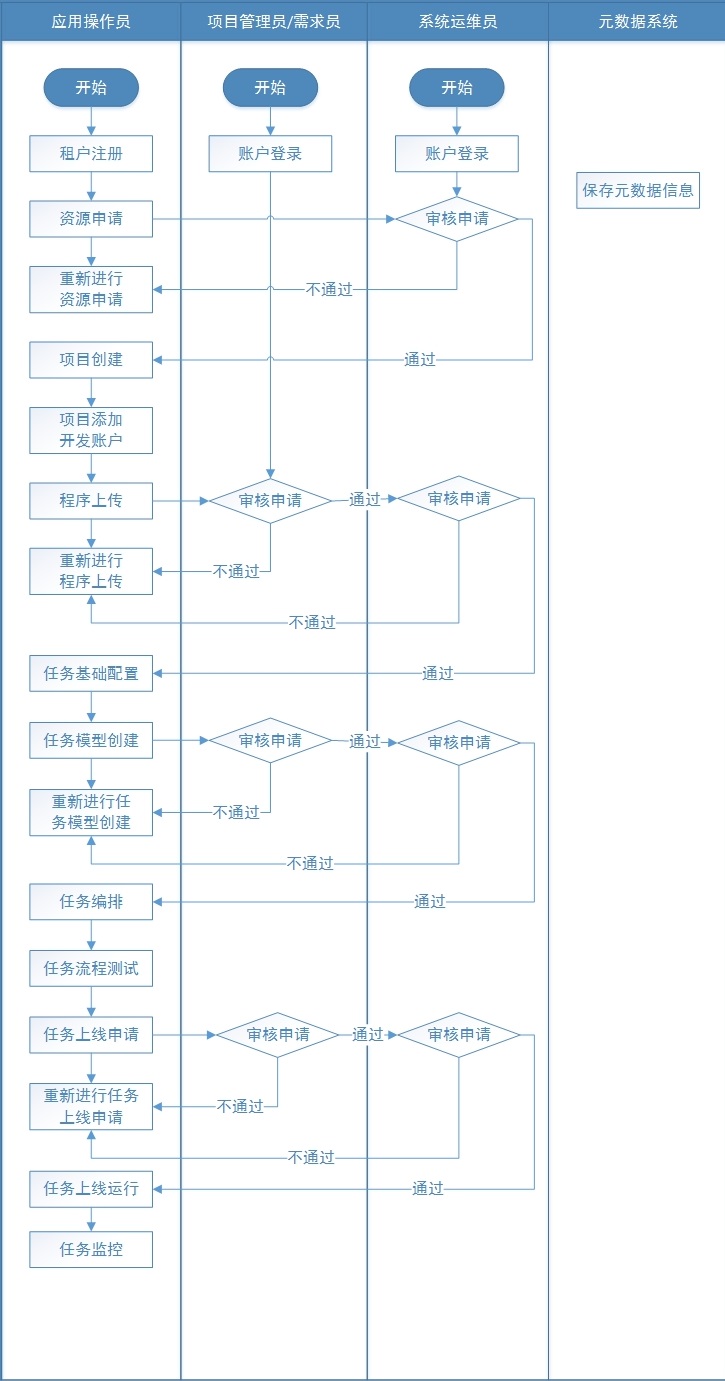 应用操作员
项目管理员/需求员
系统运维员
元数据系统
开始
开始
开始
租户注册
账户登录
账户登录
保存元数据信息
资源申请
审核申请
重新进行
资源申请
不通过
项目创建
通过
项目添加
开发账户
程序上传
审核申请
通过
审核申请
重新进行
程序上传
不通过
不通过
任务基础配置
通过
任务模型创建
审核申请
通过
审核申请
重新进行任
务模型创建
不通过
不通过
任务编排
通过
任务流程测试
任务上线申请
审核申请
通过
审核申请
重新进行任务
上线申请
不通过
不通过
任务上线运行
通过
任务监控